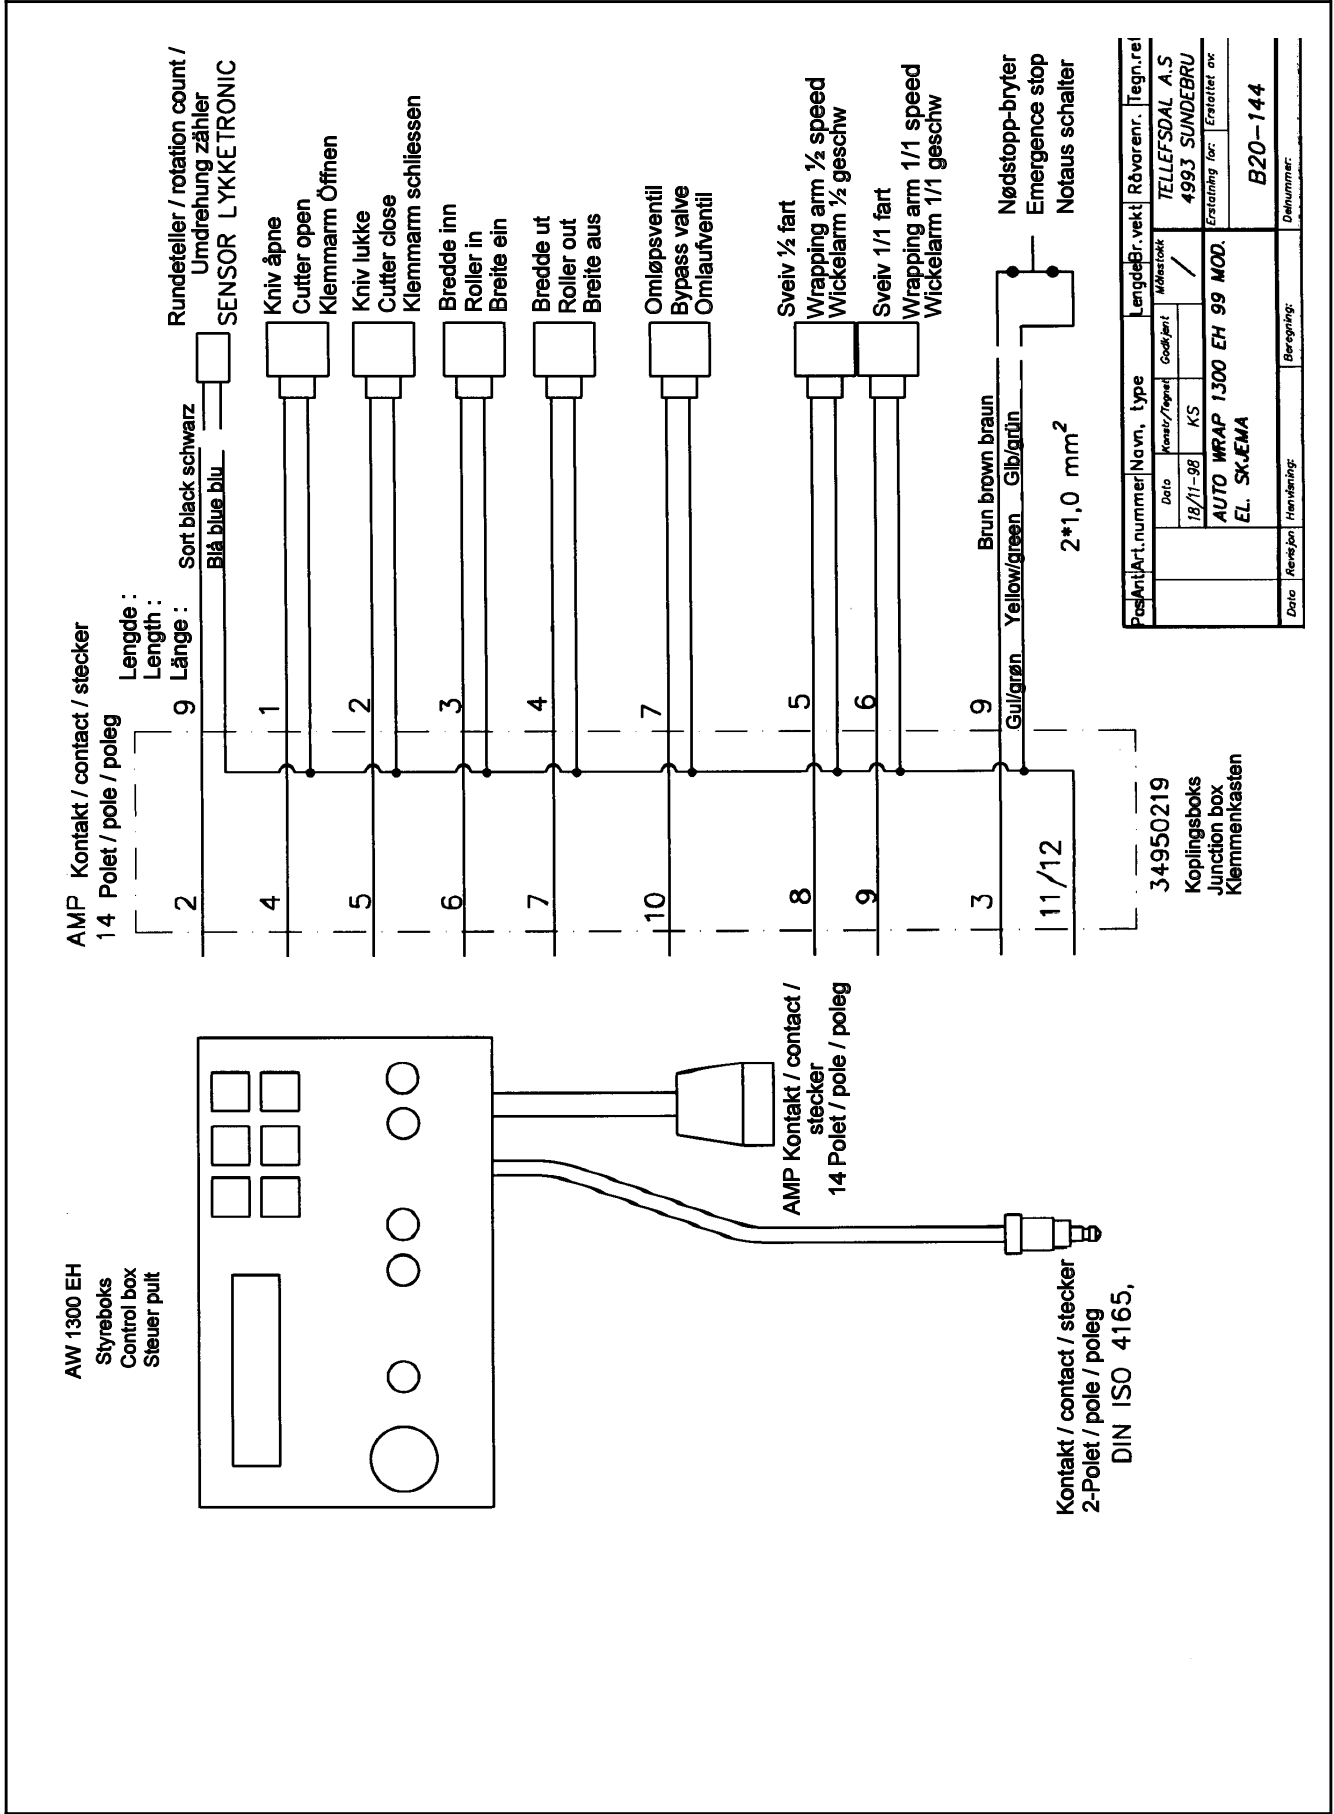 AW 1300 EH
Styreboks
Control box
Steuer pult
Kontakt / contact / stecker
2-Polet / pole / poleg
DIN ISO 4165,
AMP Kontakt / contact /
stecker
14 Polet / pole / poleg
AMP Kontakt / contact / stecker
14 Polet / pole / poleg
Lengde :
Length :
Länge :
2
9
Sort black schwarz
Blå blue blu
Rundeteller / rotation count /
Umdrehung zähler
SENSOR LYKKETRONIC
4
1
Kniv åpne
Cutter open
Klemmarm Öffnen
5
2
Kniv lukke
Cutter close
Klemmarm schliessen
6
3
Bredde inn
Roller in
Breite ein
7
4
Bredde ut
Roller out
Breite aus
10
7
Omløpsventil
Bypass valve
Omlaufventil
8
5
Sveiv ½ fart
Wrapping arm ½ speed
Wickelarm ½ geschw
9
6
Sveiv 1/1 fart
Wrapping arm 1/1 speed
Wickelarm 1/1 geschw
3
9
Brun brown braun
Gul/grøn Yellow/green Glb/grün
2*1,0 mm²
Nødstopp-bryter
Emergence stop
Notaus schalter
11/12
34950219
Koplingsboks
Junction box
Klemmenkasten
Pos Ant Art.nummer Navn, type Lengde Br.vekt Råvarenr. Tegn.ref
Dato Konstr/Tegnet Godkjent Målestokk
18/11-98 KS /
TELLEFSDAL A.S
4993 SUNDEBRU
AUTO WRAP 1300 EH 99 MOD.
EL. SKJEMA
Erstatning for: Erstattet av:
B20-144
Dato Revisjon Henvisning: Beregning: Delnummer: